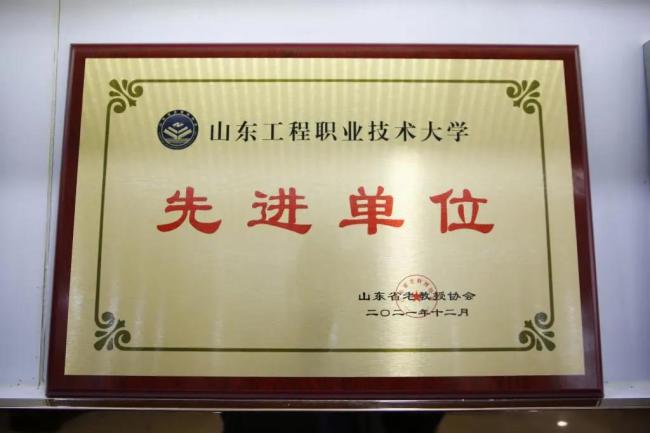 山东工程职业技术大学
先进单位
山东省老教授协会
二〇二一年十二月